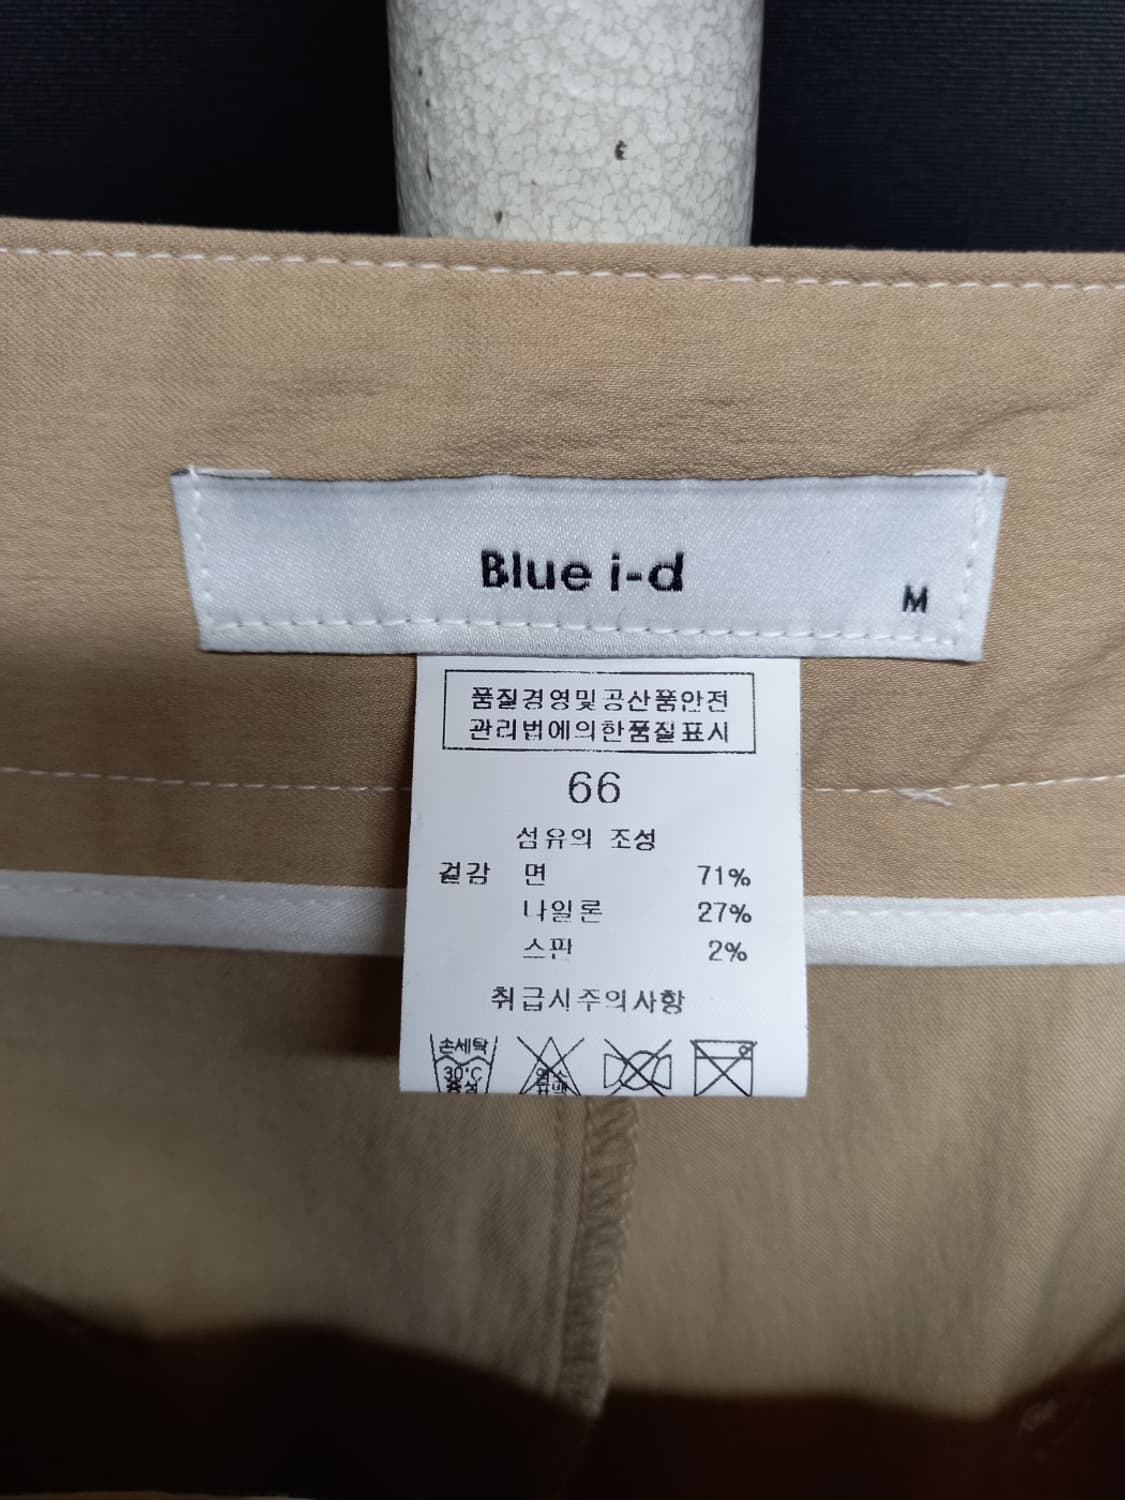 Blue i-d
M
품질경영및공산품안전
관리법에의한품질표시
66
섬유의 조성
겉감 면 71%
나일론 27%
스판 2%
취급시주의사항
손세탁
30°C